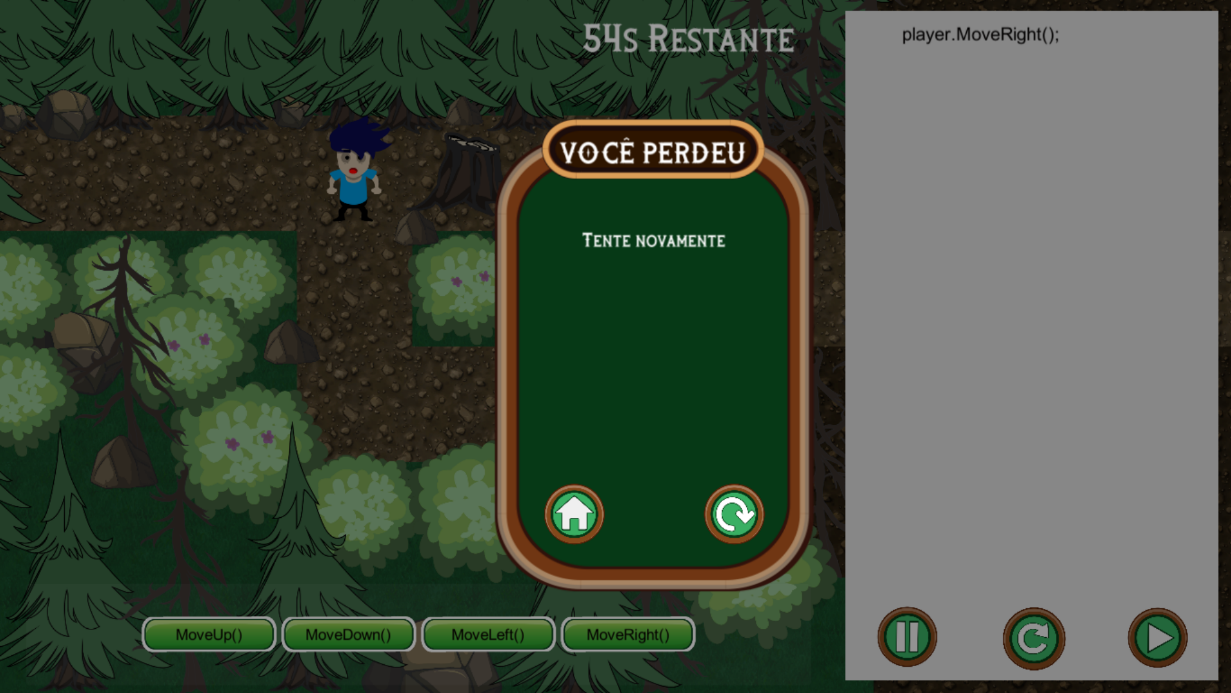 54s Restante
player.MoveRight();
VOCÊ PERDEU
Tente novamente
MoveUp()
MoveDown()
MoveLeft()
MoveRight()